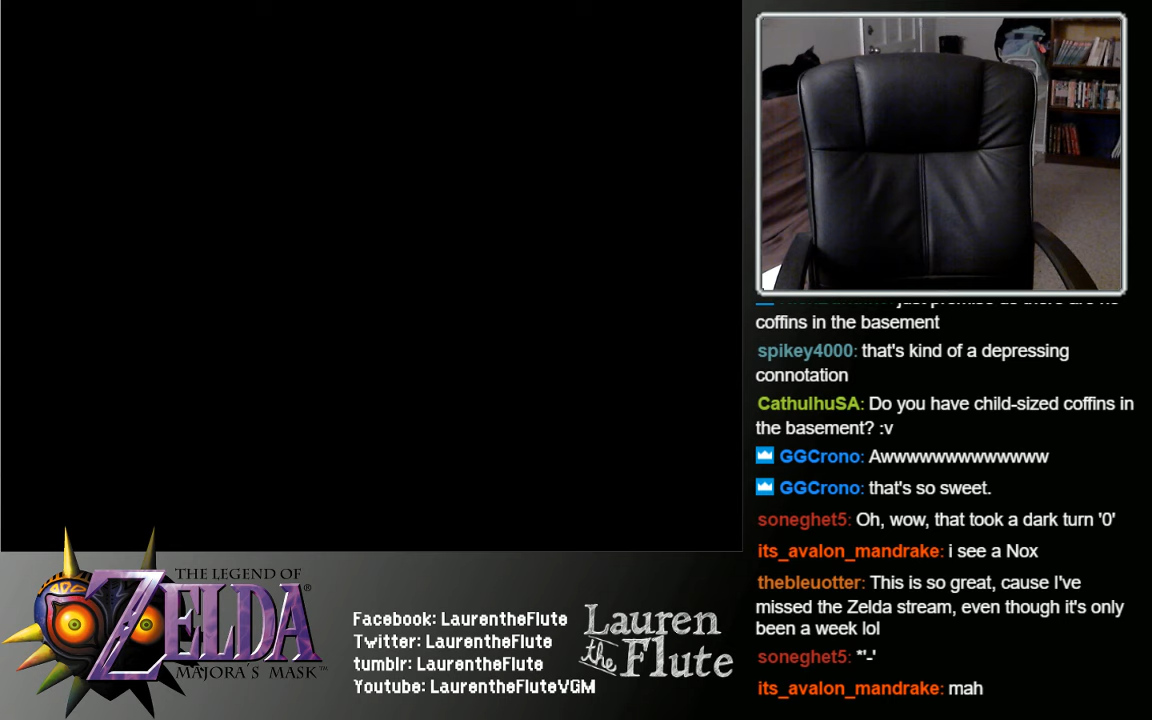 coffins in the basement
spikey4000: that's kind of a depressing
connotation
CathulhuSA: Do you have child-sized coffins in
the basement? :v
GGCrono: Awwwwwwwwwwwww
GGCrono: that's so sweet.
soneghet5: Oh, wow, that took a dark turn '0'
its_avalon_mandrake: i see a Nox
thebleuotter: This is so great, cause I've
missed the Zelda stream, even though it's only
been a week lol
soneghet5: *'-'
its_avalon_mandrake: mah
THE LEGEND OF
ZELDA®
MAJORA'S MASK™
Facebook: LaurentheFlute
Twitter: LaurentheFlute
tumblr: LaurentheFlute
Youtube: LaurentheFluteVGM
Lauren
the Flute